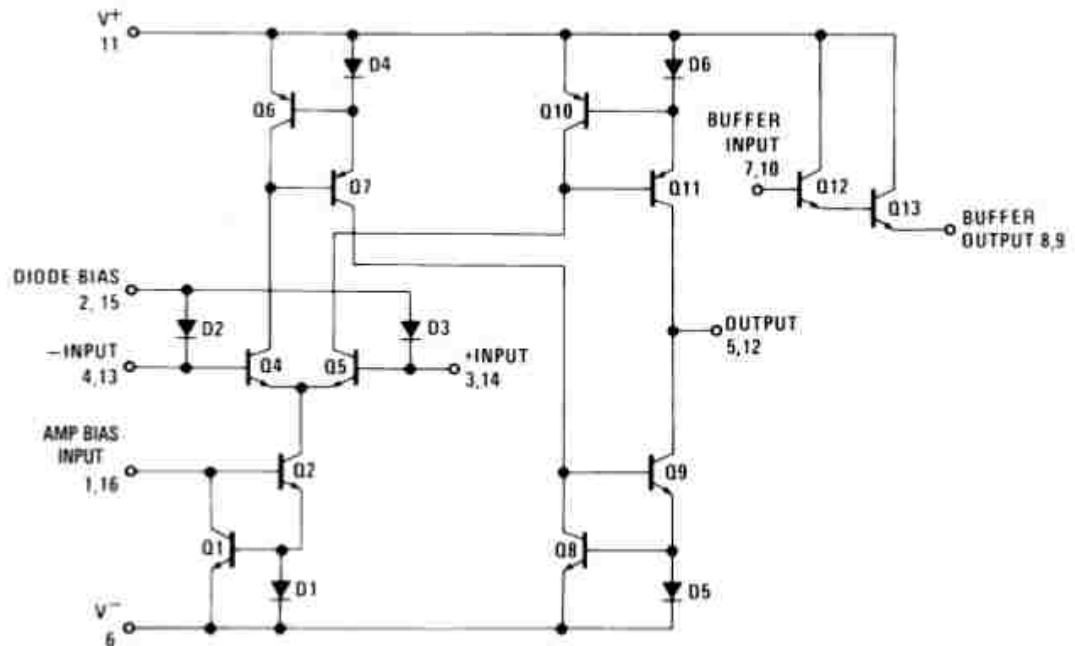 V+
11
D4
D6
Q6
Q10
BUFFER
INPUT
7,10
Q7
Q11
Q12
Q13
BUFFER
OUTPUT 8,9
DIODE BIAS
2, 15
D2
D3
OUTPUT
5,12
−INPUT
4,13
Q4
Q5
+INPUT
3,14
AMP BIAS
INPUT
1,16
Q2
Q9
Q1
Q8
D1
D5
V−
6